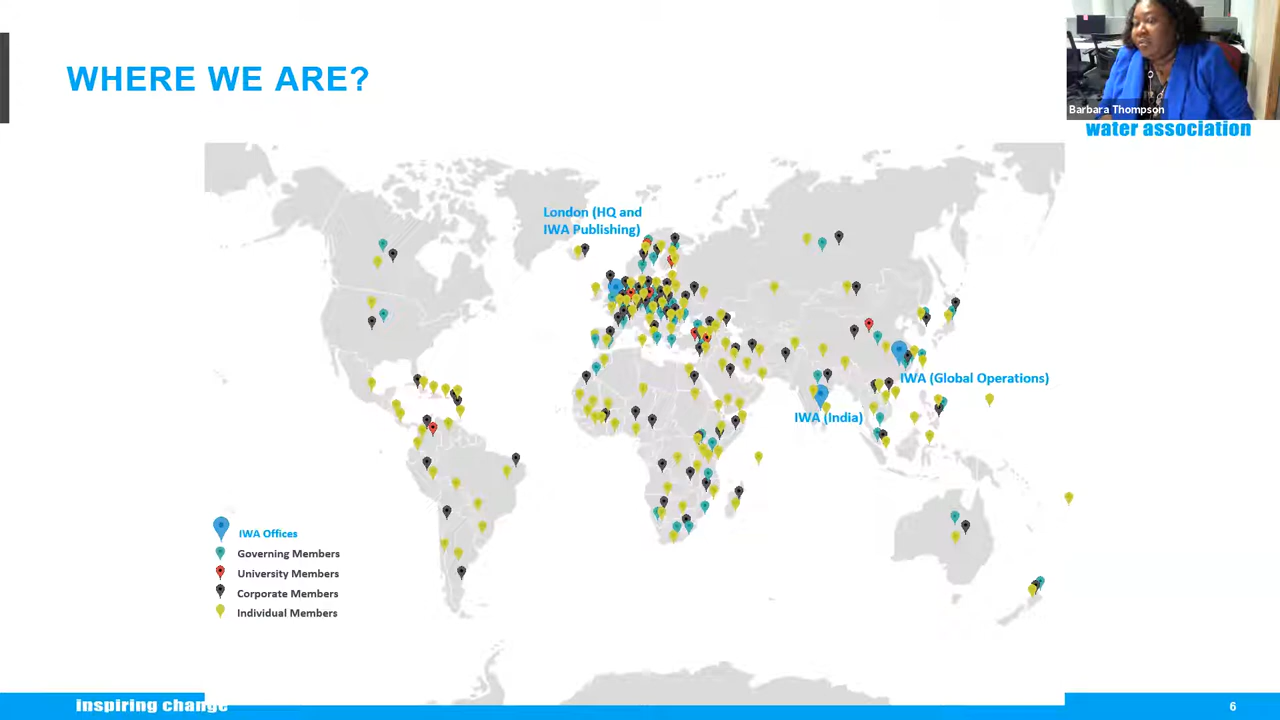 WHERE WE ARE?
Barbara Thompson
water association
London (HQ and
IWA Publishing)
IWA (Global Operations)
IWA (India)
IWA Offices
Governing Members
University Members
Corporate Members
Individual Members
inspiring change
6